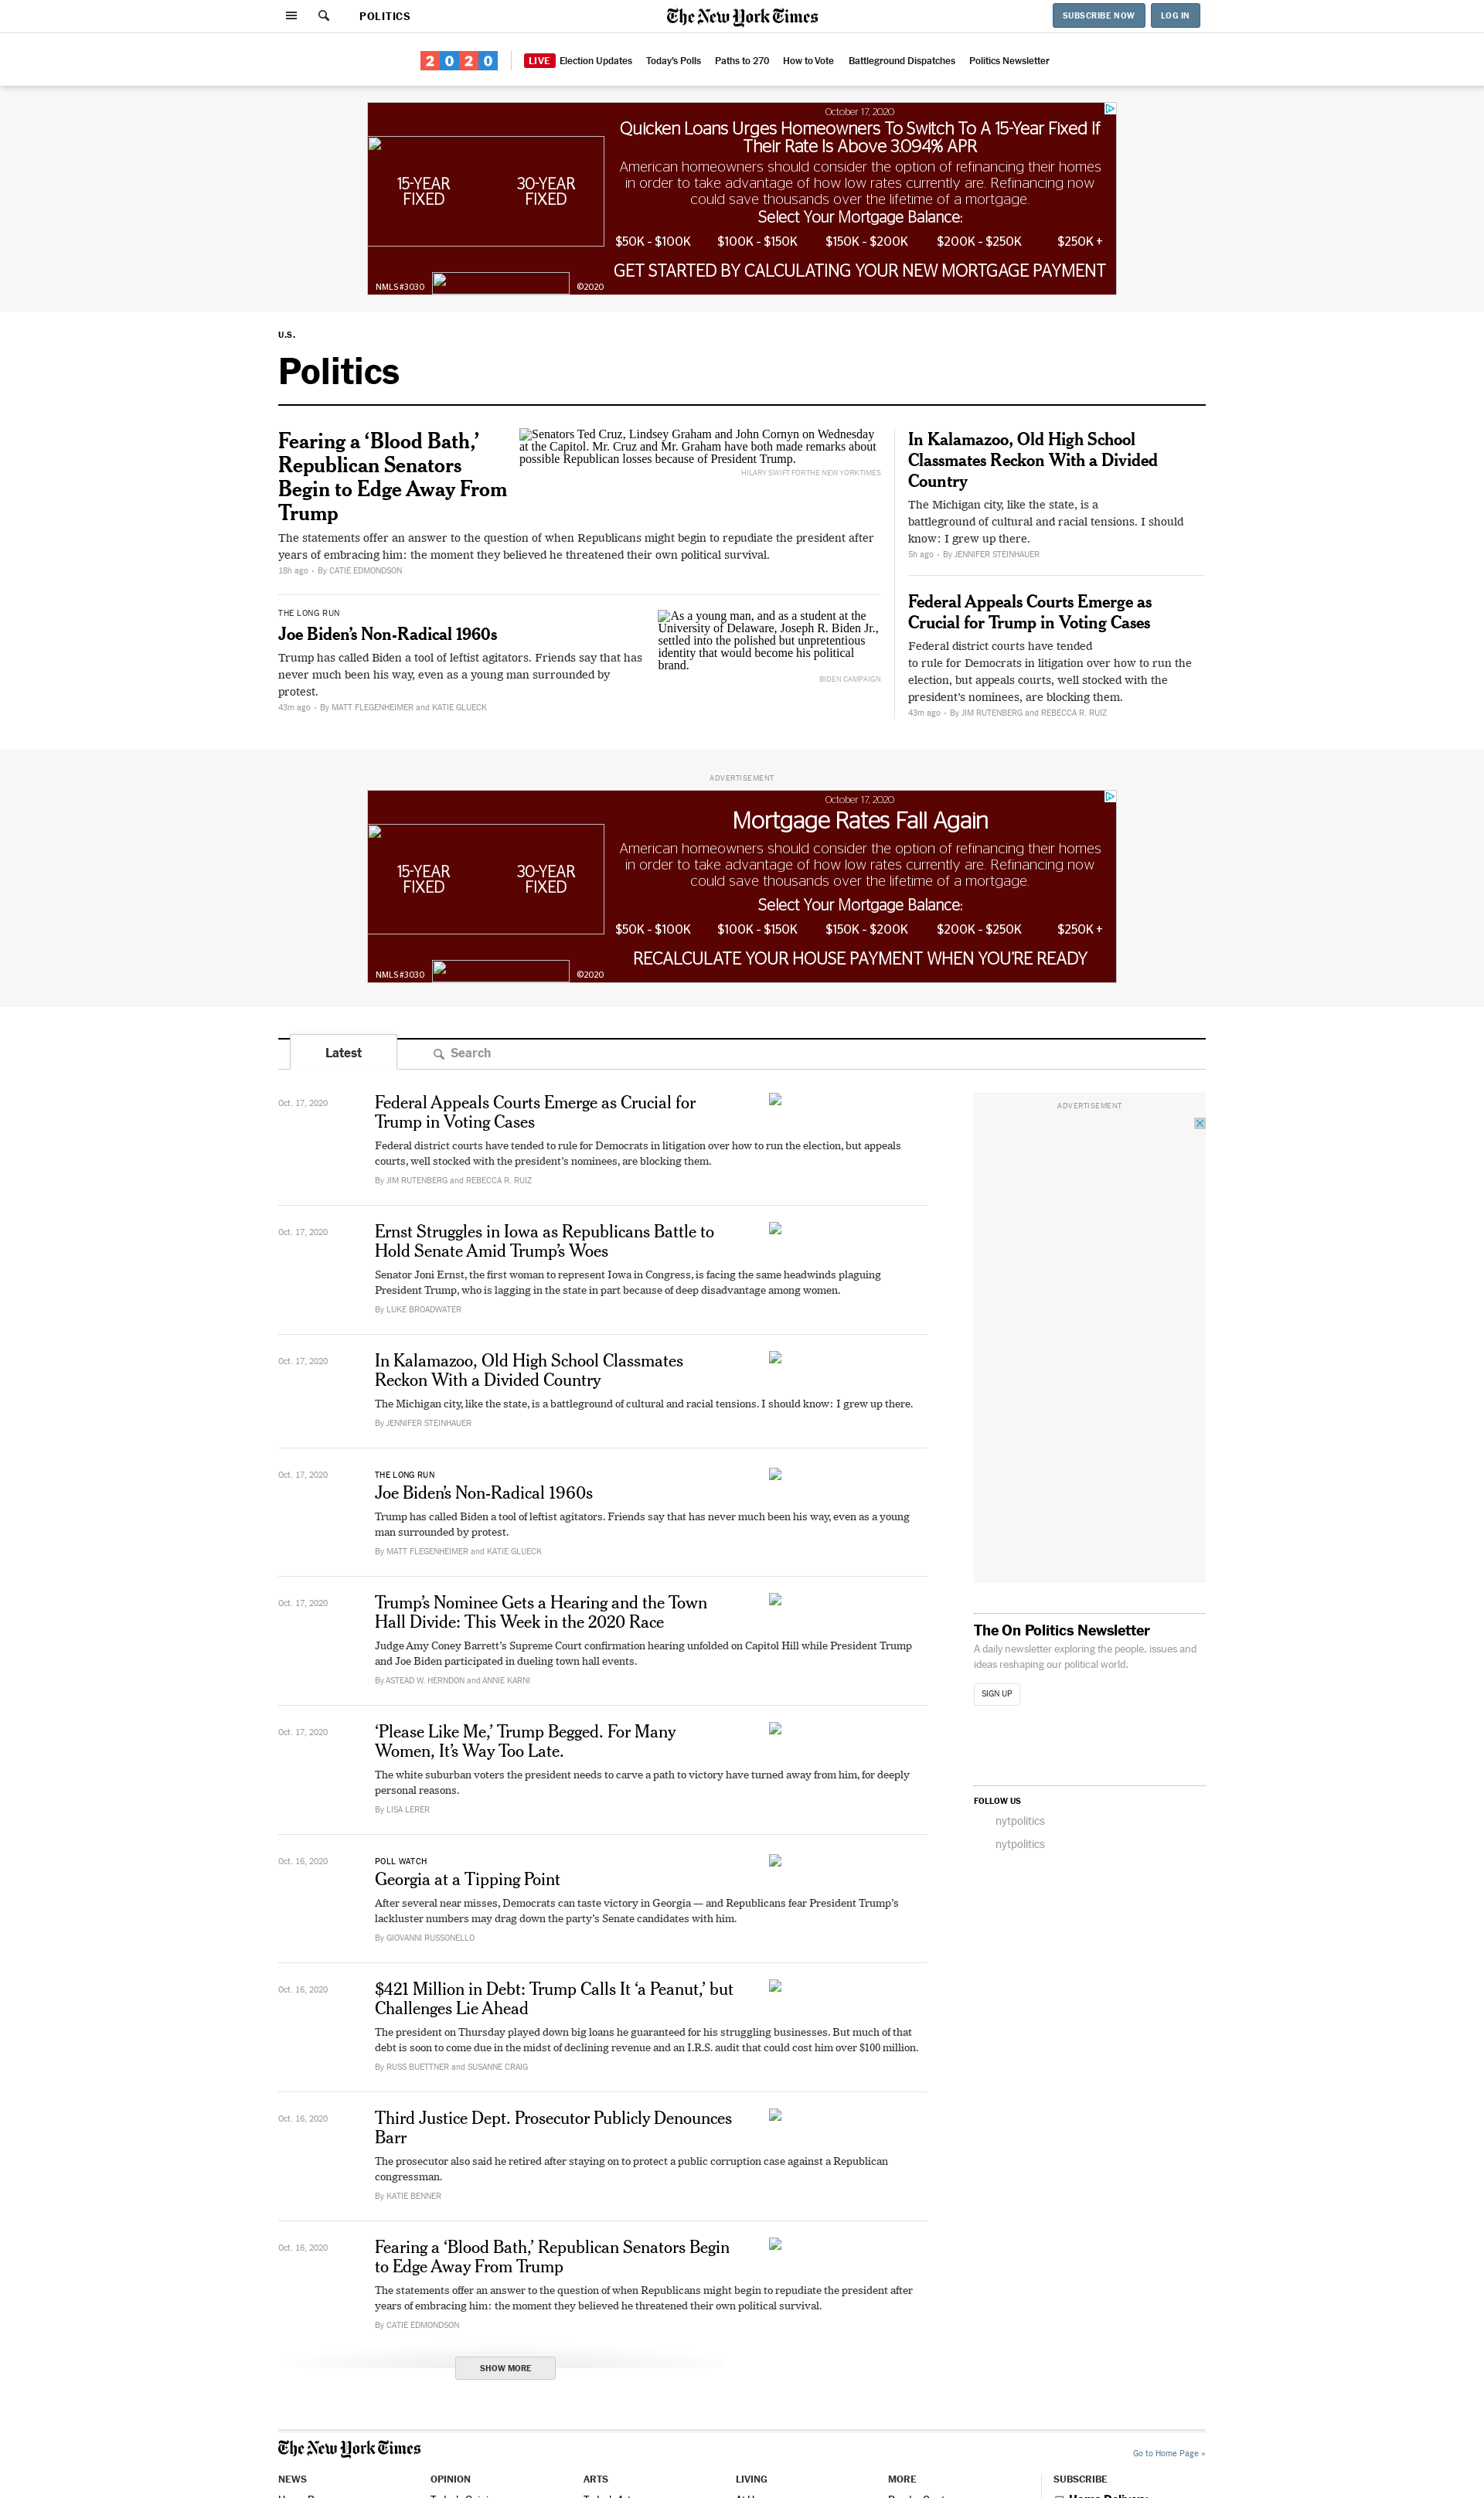 POLITICS
The New York Times
SUBSCRIBE NOW
LOG IN
2020
LIVE Election Updates
Today's Polls
Paths to 270
How to Vote
Battleground Dispatches
Politics Newsletter
October 17, 2020
Quicken Loans Urges Homeowners To Switch To A 15-Year Fixed If
Their Rate Is Above 3.094% APR
American homeowners should consider the option of refinancing their homes
in order to take advantage of how low rates currently are. Refinancing now
could save thousands over the lifetime of a mortgage.
15-YEAR FIXED
30-YEAR FIXED
Select Your Mortgage Balance:
$50K - $100K
$100K - $150K
$150K - $200K
$200K - $250K
$250K +
GET STARTED BY CALCULATING YOUR NEW MORTGAGE PAYMENT
NMLS#3030
©2020
U.S.
Politics
Fearing a ‘Blood Bath,’
Republican Senators
Begin to Edge Away From
Trump
Senators Ted Cruz, Lindsey Graham and John Cornyn on Wednesday
at the Capitol. Mr. Cruz and Mr. Graham have both made remarks about
possible Republican losses because of President Trump.
HILARY SWIFT FOR THE NEW YORK TIMES
The statements offer an answer to the question of when Republicans might begin to repudiate the president after
years of embracing him: the moment they believed he threatened their own political survival.
18h ago • By CATIE EDMONDSON
THE LONG RUN
Joe Biden’s Non-Radical 1960s
Trump has called Biden a tool of leftist agitators. Friends say that has
never much been his way, even as a young man surrounded by
protest.
43m ago • By MATT FLEGENHEIMER and KATIE GLUECK
As a young man, and as a student at the
University of Delaware, Joseph R. Biden Jr.,
settled into the polished but unpretentious
identity that would become his political
brand.
BIDEN CAMPAIGN
In Kalamazoo, Old High School
Classmates Reckon With a Divided
Country
The Michigan city, like the state, is a
battleground of cultural and racial tensions. I should
know: I grew up there.
5h ago • By JENNIFER STEINHAUER
Federal Appeals Courts Emerge as
Crucial for Trump in Voting Cases
Federal district courts have tended
to rule for Democrats in litigation over how to run the
election, but appeals courts, well stocked with the
president’s nominees, are blocking them.
43m ago • By JIM RUTENBERG and REBECCA R. RUIZ
ADVERTISEMENT
October 17, 2020
Mortgage Rates Fall Again
American homeowners should consider the option of refinancing their homes
in order to take advantage of how low rates currently are. Refinancing now
could save thousands over the lifetime of a mortgage.
15-YEAR FIXED
30-YEAR FIXED
Select Your Mortgage Balance:
$50K - $100K
$100K - $150K
$150K - $200K
$200K - $250K
$250K +
RECALCULATE YOUR HOUSE PAYMENT WHEN YOU’RE READY
NMLS#3030
©2020
Latest
Search
Oct. 17, 2020
Federal Appeals Courts Emerge as Crucial for
Trump in Voting Cases
Federal district courts have tended to rule for Democrats in litigation over how to run the election, but appeals
courts, well stocked with the president’s nominees, are blocking them.
By JIM RUTENBERG and REBECCA R. RUIZ
Oct. 17, 2020
Ernst Struggles in Iowa as Republicans Battle to
Hold Senate Amid Trump’s Woes
Senator Joni Ernst, the first woman to represent Iowa in Congress, is facing the same headwinds plaguing
President Trump, who is lagging in the state in part because of deep disadvantage among women.
By LUKE BROADWATER
Oct. 17, 2020
In Kalamazoo, Old High School Classmates
Reckon With a Divided Country
The Michigan city, like the state, is a battleground of cultural and racial tensions. I should know: I grew up there.
By JENNIFER STEINHAUER
Oct. 17, 2020
THE LONG RUN
Joe Biden’s Non-Radical 1960s
Trump has called Biden a tool of leftist agitators. Friends say that has never much been his way, even as a young
man surrounded by protest.
By MATT FLEGENHEIMER and KATIE GLUECK
Oct. 17, 2020
Trump’s Nominee Gets a Hearing and the Town
Hall Divide: This Week in the 2020 Race
Judge Amy Coney Barrett’s Supreme Court confirmation hearing unfolded on Capitol Hill while President Trump
and Joe Biden participated in dueling town hall events.
By ASTEAD W. HERNDON and ANNIE KARNI
Oct. 17, 2020
‘Please Like Me,’ Trump Begged. For Many
Women, It’s Way Too Late.
The white suburban voters the president needs to carve a path to victory have turned away from him, for deeply
personal reasons.
By LISA LERER
Oct. 16, 2020
POLL WATCH
Georgia at a Tipping Point
After several near misses, Democrats can taste victory in Georgia — and Republicans fear President Trump’s
lackluster numbers may drag down the party’s Senate candidates with him.
By GIOVANNI RUSSONELLO
Oct. 16, 2020
$421 Million in Debt: Trump Calls It ‘a Peanut,’ but
Challenges Lie Ahead
The president on Thursday played down big loans he guaranteed for his struggling businesses. But much of that
debt is soon to come due in the midst of declining revenue and an I.R.S. audit that could cost him over $100 million.
By RUSS BUETTNER and SUSANNE CRAIG
Oct. 16, 2020
Third Justice Dept. Prosecutor Publicly Denounces
Barr
The prosecutor also said he retired after staying on to protect a public corruption case against a Republican
congressman.
By KATIE BENNER
Oct. 16, 2020
Fearing a ‘Blood Bath,’ Republican Senators Begin
to Edge Away From Trump
The statements offer an answer to the question of when Republicans might begin to repudiate the president after
years of embracing him: the moment they believed he threatened their own political survival.
By CATIE EDMONDSON
SHOW MORE
ADVERTISEMENT
The On Politics Newsletter
A daily newsletter exploring the people, issues and
ideas reshaping our political world.
SIGN UP
FOLLOW US
nytpolitics
nytpolitics
The New York Times
Go to Home Page »
NEWS
OPINION
ARTS
LIVING
MORE
SUBSCRIBE